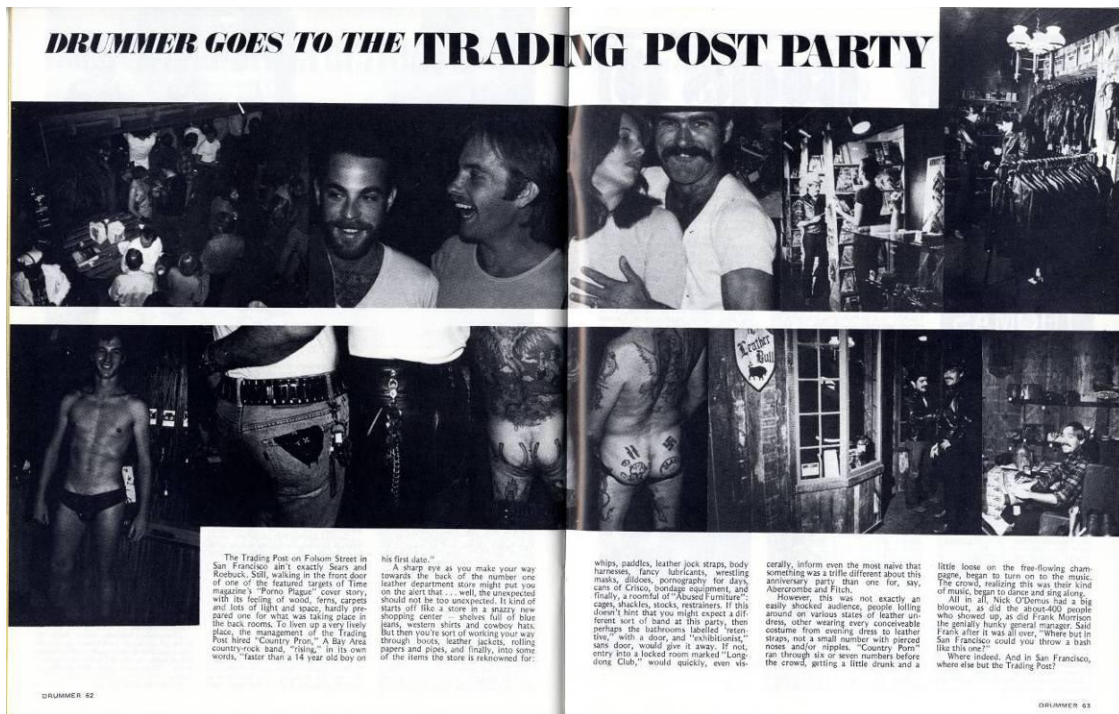 DRUMMER GOES TO THE TRADING POST PARTY
Leather
Bull
The Trading Post on Folsom Street in
San Francisco ain't exactly Sears and
Roebuck. Still, walking in the front door
of one of the featured targets of Time
magazine's "Porno Plague" cover story,
with its feeling of wood, ferns, carpets
and lots of light and space, hardly pre-
pared one for what was taking place in
the back rooms. To liven up a very lively
place, the management of the Trading
Post hired "Country Pron," A Bay Area
country-rock band, "rising," in its own
words, "faster than a 14 year old boy on
his first date."
A sharp eye as you make your way
towards the back of the number one
leather department store might put you
on the alert that . . . well, the unexpected
should not be too unexpected. It kind of
starts off like a store in a snazzy new
shopping center — shelves full of blue
jeans, western shirts and cowboy hats.
But then you're sort of working your way
through boots, leather jackets, rolling
papers and pipes, and finally, into some
of the items the store is reknowned for:
whips, paddles, leather jock straps, body
harnesses, fancy lubricants, wrestling
masks, dildoes, pornography for days,
cans of Crisco, bondage equipment, and
finally, a roomful of "Abused Furniture":
cages, shackles, stocks, restrainers. If this
doesn't hint you might expect a dif-
ferent sort of band at this party, then
perhaps the bathrooms labelled 'reten-
tive," with a door, and "exhibitionist,"
sans door, would give it away. If not,
entry into a locked room marked "Long-
dong Club," would quickly, even vis-
cerally, inform even the most naive that
something was a trifle different about this
anniversary party than one for, say,
Abercrombe and Fitch.
However, this was not exactly an
easily shocked audience, people lolling
around on various states of leather un-
dress, other wearing every conceivable
costume from evening dress to leather
straps, not a small number with pierced
noses and/or nipples. "Country Porn"
ran through six or seven numbers before
the crowd, getting a little drunk and a
little loose on the free-flowing cham-
pagne, began to turn on to the music.
The crowd, realizing this was their kind
of music, began to dance and sing along.
All in all, Nick O'Demus had a big
blowout, as did the about-400 people
who showed up, as did Frank Morrison
the genially hunky general manager. Said
Frank after it was all over, "Where but in
San Francisco could you throw a bash
like this one?"
Where indeed. And in San Francisco,
where else but the Trading Post?
DRUMMER 62
DRUMMER 63